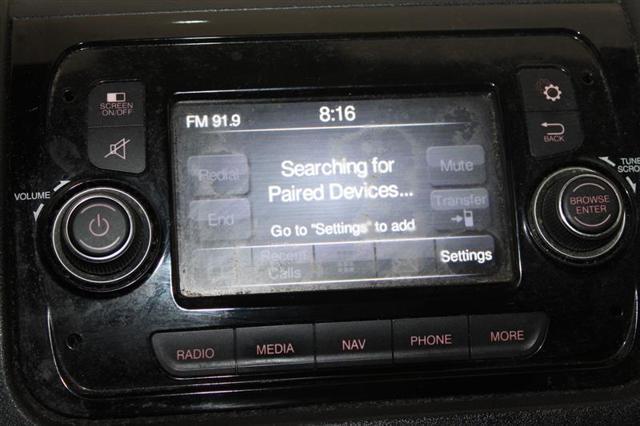 SCREEN
ON/OFF
FM 91.9
8:16
BACK
TUNE
SCROLL
VOLUME
Redial
Searching for
Paired Devices...
Mute
BROWSE
ENTER
End
Go to "Settings" to add
Transfer
Recent
Calls
Settings
RADIO
MEDIA
NAV
PHONE
MORE